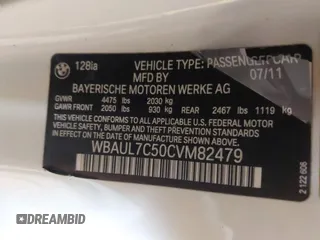 128ia
VEHICLE TYPE: PASSENGER CAR
MFD BY
07/11
BAYERISCHE MOTOREN WERKE AG
GVWR 4475 lbs 2030 kg
GAWR FRONT 2050 lbs 930 kg REAR 2467 lbs 1119 kg
THIS VEHICLE CONFORMS TO ALL APPLICABLE FEDERAL MOTOR
VEHICLE SAFETY, BUMPER AND THEFT PREVENTION STANDARDS
IN EFFECT ON THE DATE OF MANUFACTURE SHOWN ABOVE.
WBAUL7C50CVM82479
2 122 606
© DREAMBID